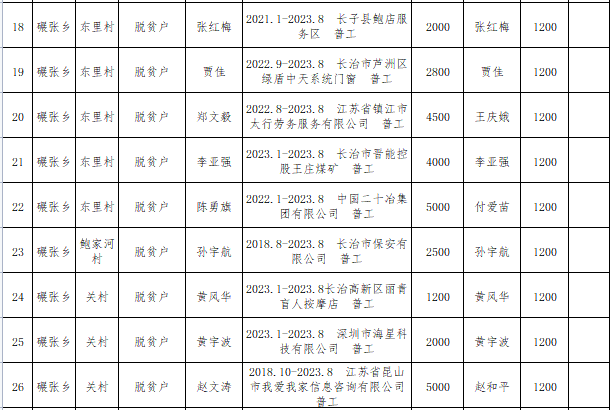 18 碾张乡 东里村 脱贫户 张红梅 2021.1-2023.8 长子县鲍店服
务区 普工 2000 张红梅 1200
19 碾张乡 东里村 脱贫户 贾佳 2022.9-2023.8 长治市芦洲区
绿盾中天系统门窗 普工 2800 贾佳 1200
20 碾张乡 东里村 脱贫户 郑文毅 2022.8-2023.8 江苏省镇江市
大行劳务服务有限公司 普工 4500 王庆娥 1200
21 碾张乡 东里村 脱贫户 李亚强 2023.1-2023.8 长治市晋能控
股王庄煤矿 普工 4000 李亚强 1200
22 碾张乡 东里村 脱贫户 陈勇旗 2022.1-2023.8 中国二十冶集
团有限公司 普工 5000 付爱苗 1200
23 碾张乡 鲍家河
村 脱贫户 孙宇航 2018.8-2023.8 长治市保安有
限公司 普工 2500 孙宇航 1200
24 碾张乡 关村 脱贫户 黄风华 2023.1-2023.8长治高新区丽青
盲人按摩店 普工 1200 黄风华 1200
25 碾张乡 关村 脱贫户 黄宇波 2023.1-2023.8 深圳市海星科
技有限公司 普工 2000 黄宇波 1200
26 碾张乡 关村 脱贫户 赵文涛 2018.10-2023.8 江苏省昆山
市我爱我家信息咨询有限公司
普工 5000 赵和平 1200